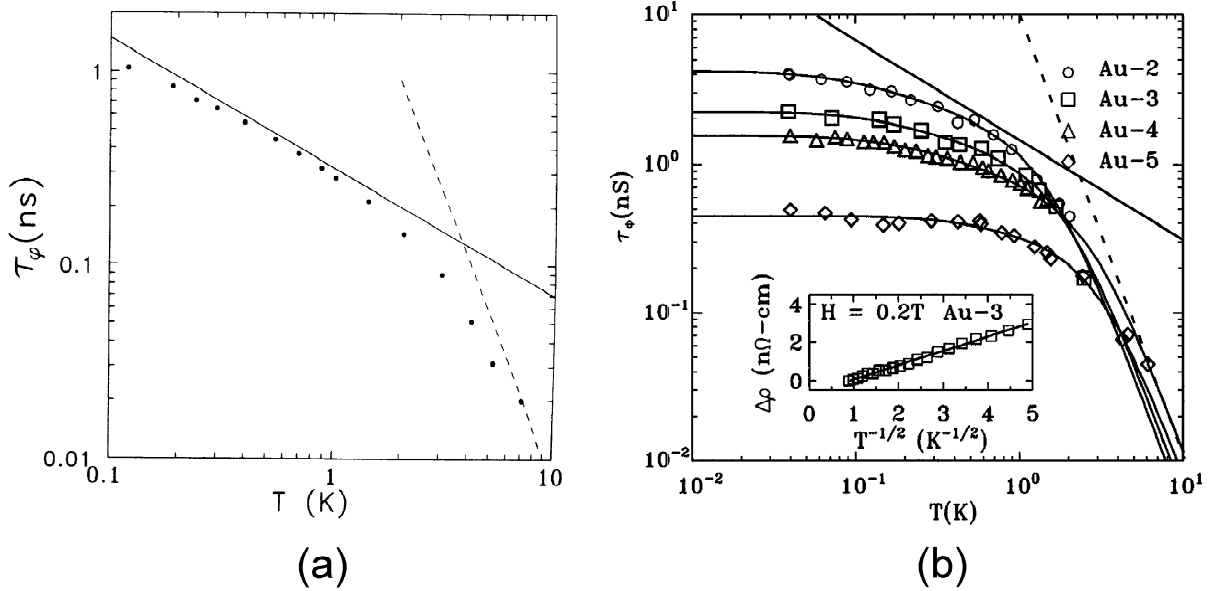 1
0.1
0.01
0.1
1
10
τφ(ns)
T (K)
(a)
10¹
10⁰
10⁻¹
10⁻²
10⁻²
10⁻¹
10⁰
10¹
τϕ(nS)
T(K)
Au-2
Au-3
Au-4
Au-5
H = 0.2T Au-3
4
2
0
0 1 2 3 4 5
Δρ (nΩ-cm)
T⁻¹/² (K⁻¹/²)
(b)